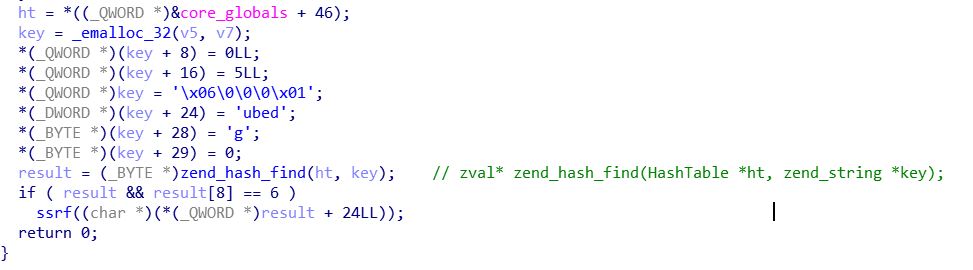 ht = *((_QWORD *)&core_globals + 46);
key = _emalloc_32(v5, v7);
*(_QWORD *)(key + 8) = 0LL;
*(_QWORD *)(key + 16) = 5LL;
*(_QWORD *)key = '\x06\0\0\0\x01';
*(_DWORD *)(key + 24) = 'ubed';
*(_BYTE *)(key + 28) = 'g';
*(_BYTE *)(key + 29) = 0;
result = (_BYTE *)zend_hash_find(ht, key);    // zval* zend_hash_find(HashTable *ht, zend_string *key);
if ( result && result[8] == 6 )
ssrf((char *)(*(_QWORD *)result + 24LL));
return 0;
}